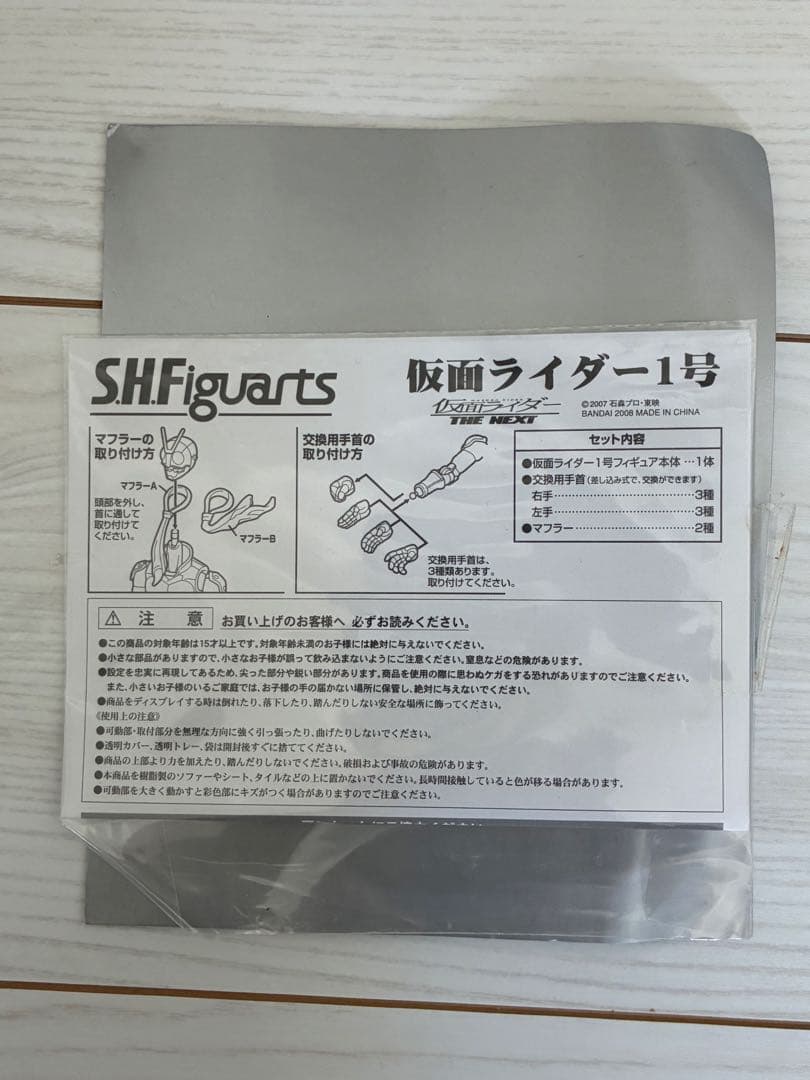 S.H.Figuarts
仮面ライダー1号
仮面ライダー
THE NEXT
©2007 石森プロ・東映
BANDAI 2008 MADE IN CHINA
マフラーの
取り付け方
マフラーA
頭部を外し、
首に通して
取り付けて
ください。
マフラーB
交換用手首の
取り付け方
交換用手首は、
3種類あります。
取り付けてください。
セット内容
●仮面ライダー1号フィギュア本体 …1体
●交換用手首(差し込み式で、交換ができます)
右手……………………………3種
左手……………………………3種
●マフラー……………………2種
⚠ 注 意 お買い上げのお客様へ 必ずお読みください。
●この商品の対象年齢は15才以上です。対象年齢未満のお子様には絶対に与えないでください。
●小さな部品がありますので、小さなお子様が誤って飲み込まないようにご注意ください。窒息などの危険があります。
●設定を忠実に再現してあるため、尖った部分や鋭い部分があります。商品を使用の際に思わぬケガをする恐れがありますのでご注意ください。
また、小さいお子様のいるご家庭では、お子様の手の届かない場所に保管し、絶対に与えないでください。
●商品をディスプレイする時は倒れたり、落下したり、踏んだりしない安全な場所に飾ってください。
《使用上の注意》
●可動部・取付部分を無理な方向に強く引っ張ったり、曲げたりしないでください。
●透明カバー、透明トレー、袋は開封後すぐに捨ててください。
●商品の上部より力を加えたり、踏んだりしないでください。破損および事故の危険があります。
●本商品を樹脂製のソファーやシート、タイルなどの上に置かないでください。長時間接触していると色が移る場合があります。
●可動部を大きく動かすと彩色部にキズがつく場合がありますのでご注意ください。